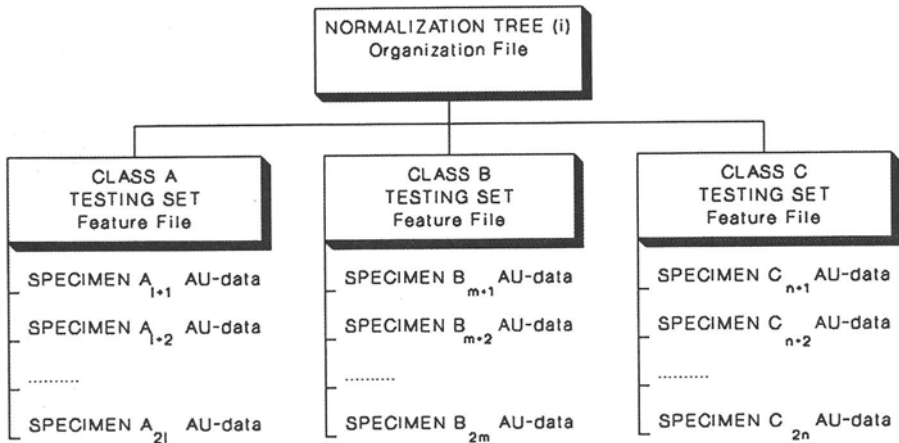 NORMALIZATION TREE (i)
Organization File
CLASS A
TESTING SET
Feature File
SPECIMEN A l+1 AU-data
SPECIMEN A l+2 AU-data
..........
SPECIMEN A 2l AU-data
CLASS B
TESTING SET
Feature File
SPECIMEN B m+1 AU-data
SPECIMEN B m+2 AU-data
..........
SPECIMEN B 2m AU-data
CLASS C
TESTING SET
Feature File
SPECIMEN C n+1 AU-data
SPECIMEN C n+2 AU-data
..........
SPECIMEN C 2n AU-data